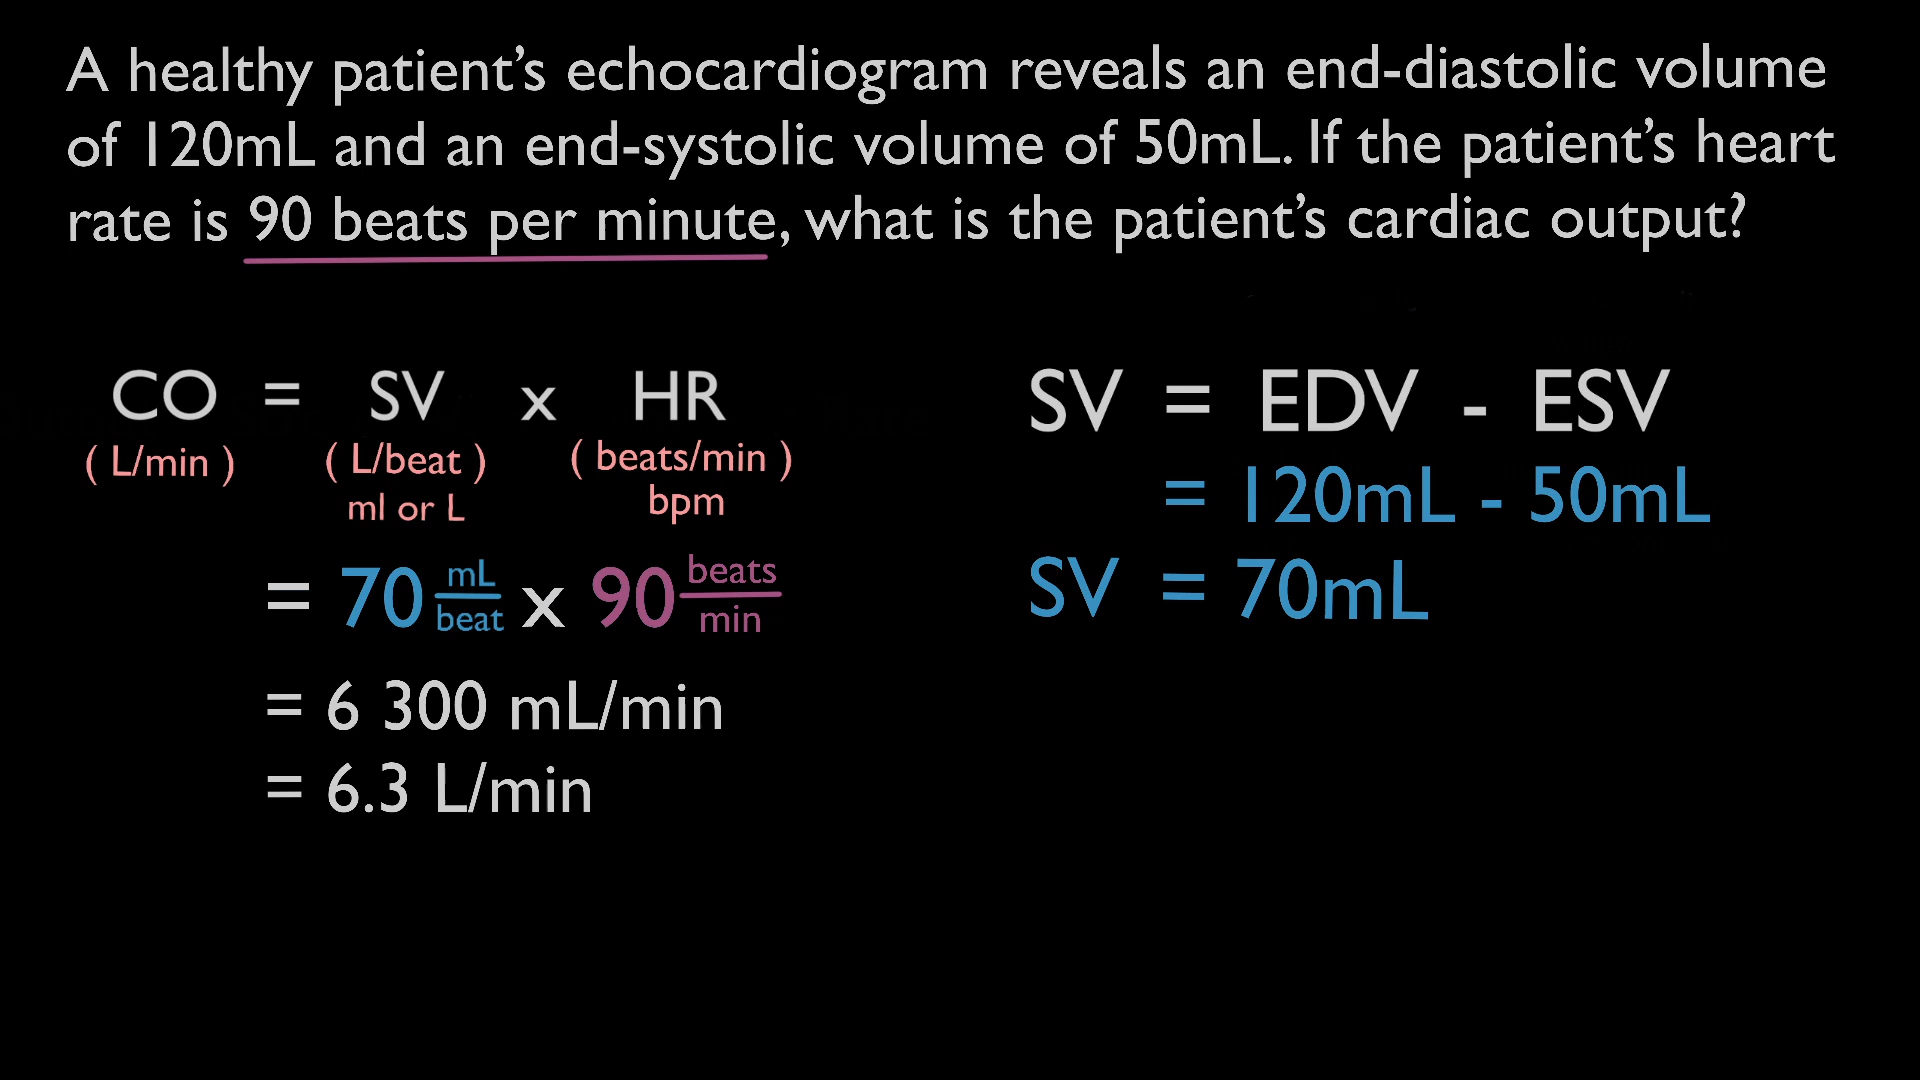 A healthy patient’s echocardiogram reveals an end-diastolic volume
of 120mL and an end-systolic volume of 50mL. If the patient’s heart
rate is 90 beats per minute, what is the patient’s cardiac output?
CO = SV x HR
( L/min ) ( L/beat ) ( beats/min )
ml or L bpm
= 70 mL/beat x 90 beats/min
= 6 300 mL/min
= 6.3 L/min
SV = EDV - ESV
= 120mL - 50mL
SV = 70mL